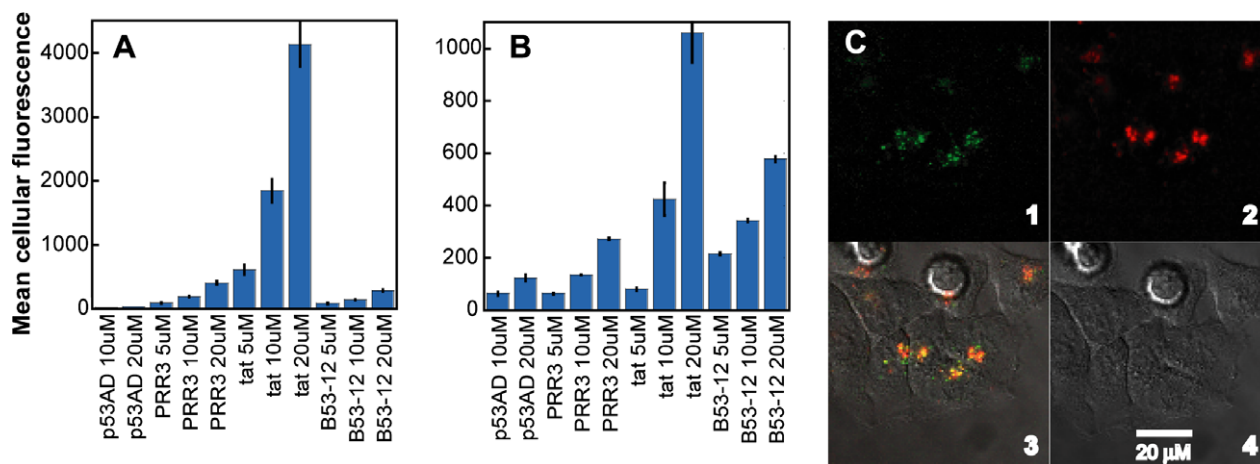 Mean cellular fluorescence
A
4000
3000
2000
1000
0
p53AD 10uM
p53AD 20uM
PRR3 5uM
PRR3 10uM
PRR3 20uM
tat 5uM
tat 10uM
tat 20uM
B53-12 5uM
B53-12 10uM
B53-12 20uM
B
1000
800
600
400
200
0
p53AD 10uM
p53AD 20uM
PRR3 5uM
PRR3 10uM
PRR3 20uM
tat 5uM
tat 10uM
tat 20uM
B53-12 5uM
B53-12 10uM
B53-12 20uM
C
1
2
3
20 µM
4